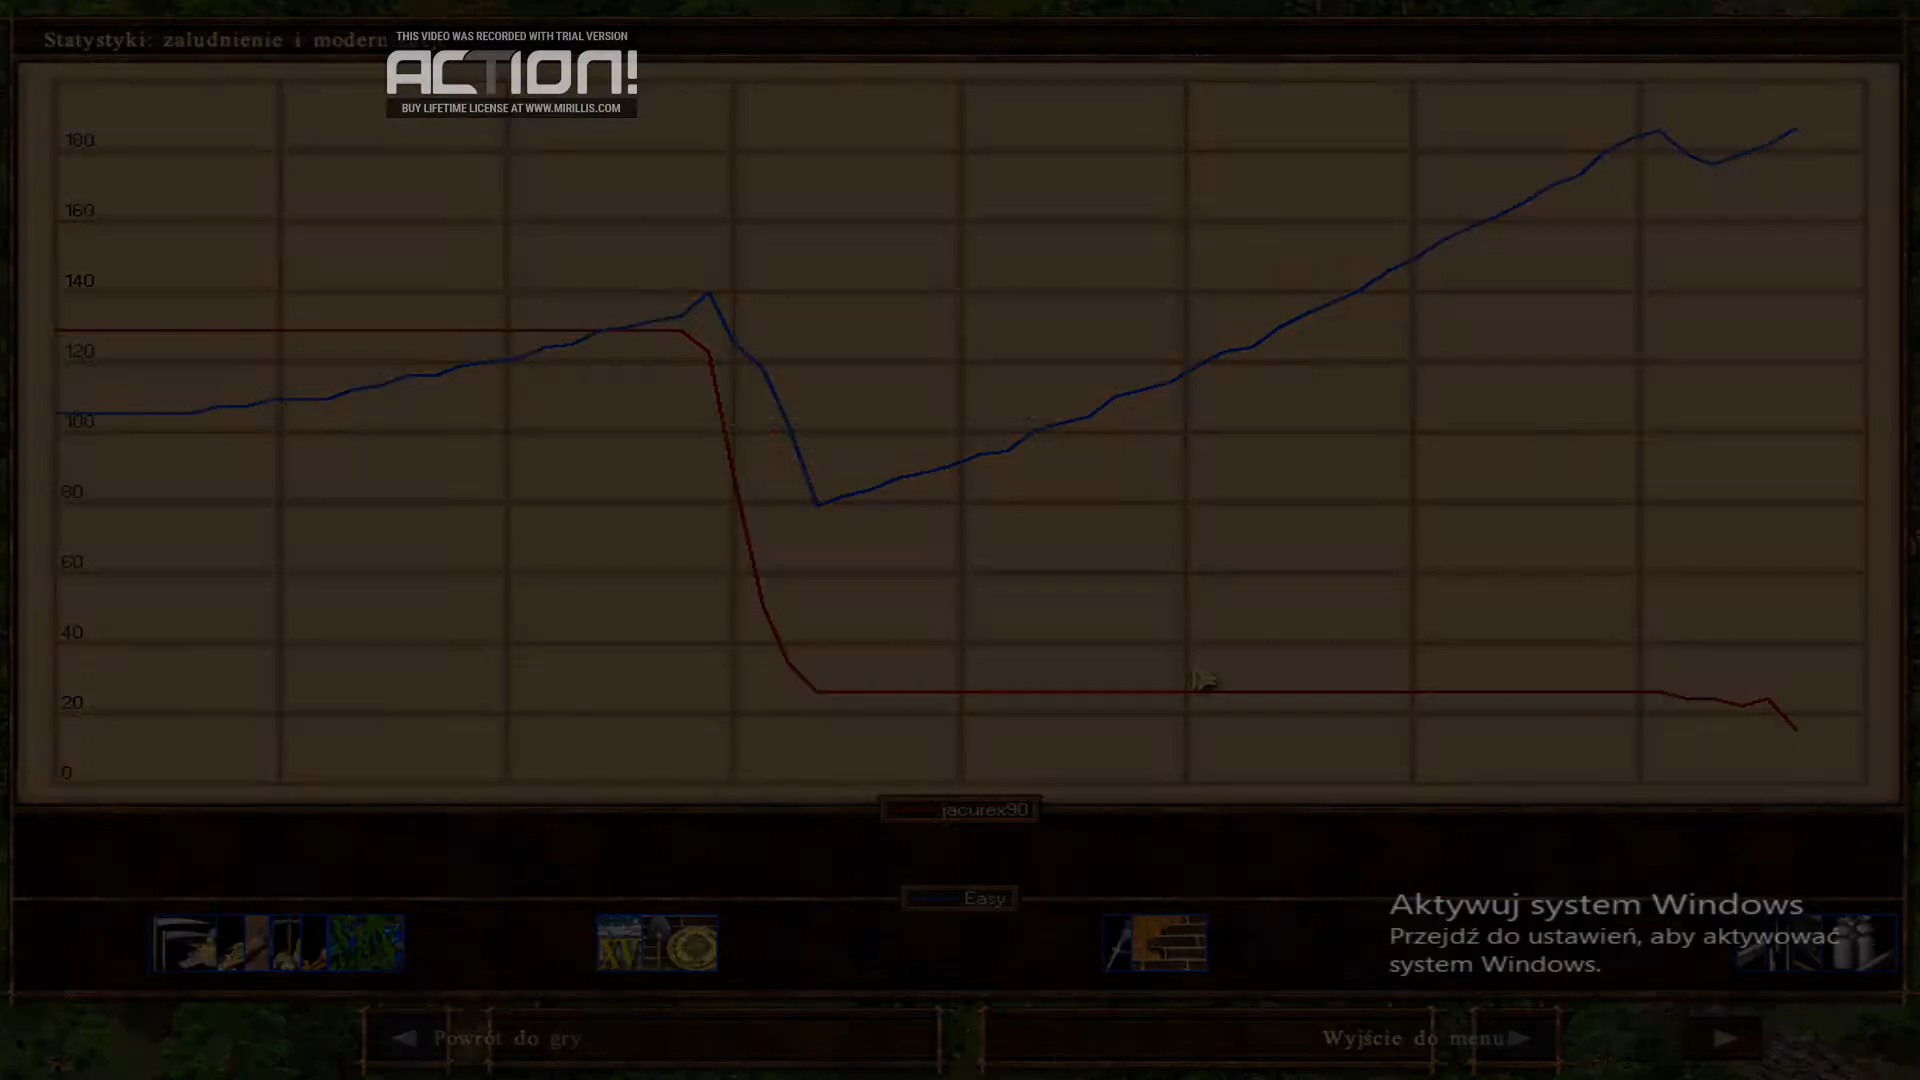 Statystyki: zaludnienie i modern
THIS VIDEO WAS RECORDED WITH TRIAL VERSION
ACTION!
BUY LIFETIME LICENSE AT WWW.MIRILLIS.COM
180
160
140
120
100
80
60
40
20
0
jacurex90
Easy
XV
Aktywuj system Windows
Przejdź do ustawień, aby aktywować
system Windows.
Powrót do gry
Wyjście do menu